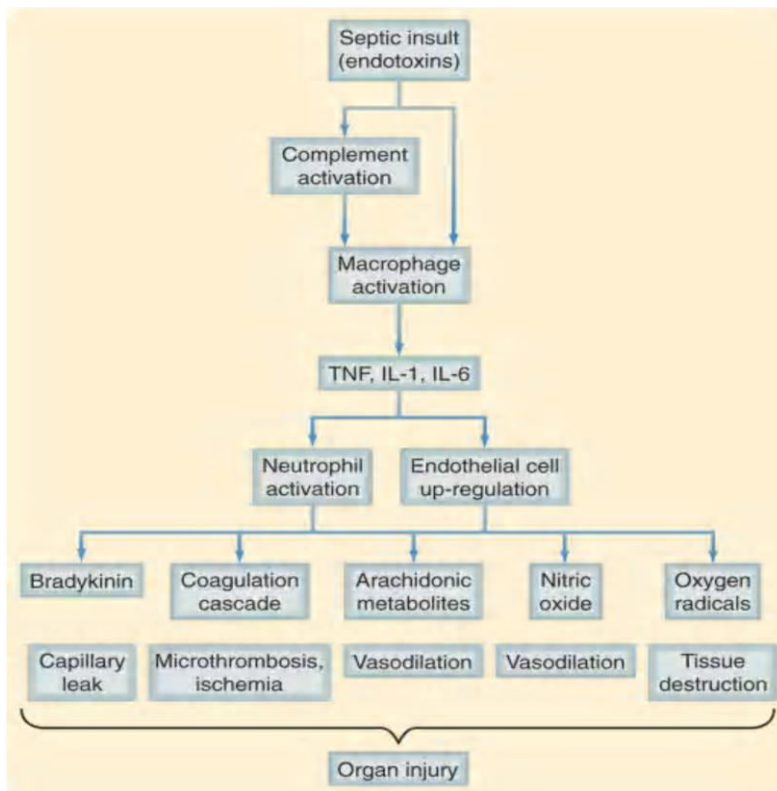 Septic insult
(endotoxins)
Complement
activation
Macrophage
activation
TNF, IL-1, IL-6
Neutrophil
activation
Endothelial cell
up-regulation
Bradykinin
Coagulation
cascade
Arachidonic
metabolites
Nitric
oxide
Oxygen
radicals
Capillary
leak
Microthrombosis,
ischemia
Vasodilation
Vasodilation
Tissue
destruction
Organ injury